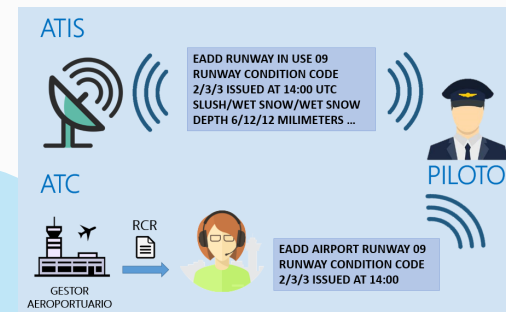 ATIS
EADD RUNWAY IN USE 09
RUNWAY CONDITION CODE
2/3/3 ISSUED AT 14:00 UTC
SLUSH/WET SNOW/WET SNOW
DEPTH 6/12/12 MILIMETERS ...
PILOTO
ATC
RCR
EADD AIRPORT RUNWAY 09
RUNWAY CONDITION CODE
2/3/3 ISSUED AT 14:00
GESTOR
AEROPORTUARIO